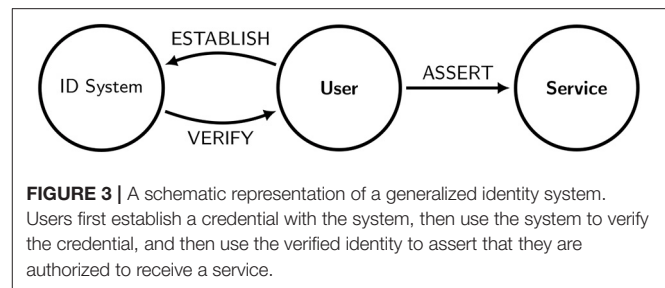 ESTABLISH
ID System
User
ASSERT
Service
VERIFY
FIGURE 3 | A schematic representation of a generalized identity system.
Users first establish a credential with the system, then use the system to verify
the credential, and then use the verified identity to assert that they are
authorized to receive a service.